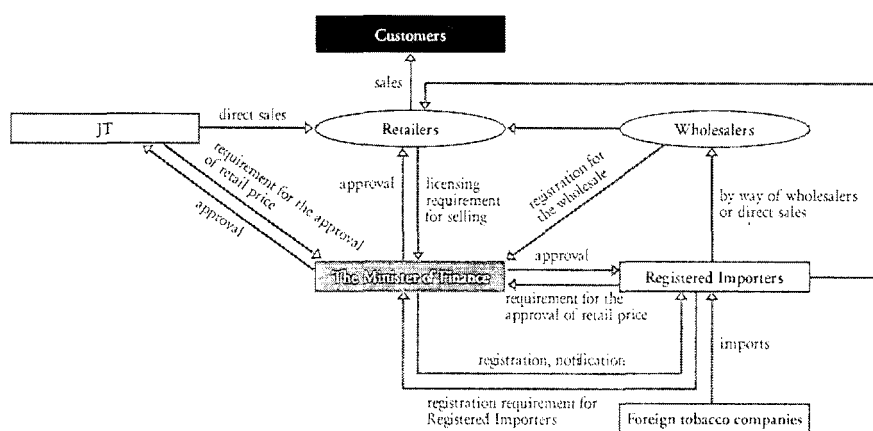 Customers
sales
JT
direct sales
Retailers
Wholesalers
requirement for the approval
of retail price
approval
approval
licensing
requirement
for selling
registration for
the wholesale
by way of wholesalers
or direct sales
The Minister of Finance
approval
Registered Importers
requirement for the
approval of retail price
registration, notification
imports
registration requirement for
Registered Importers
Foreign tobacco companies